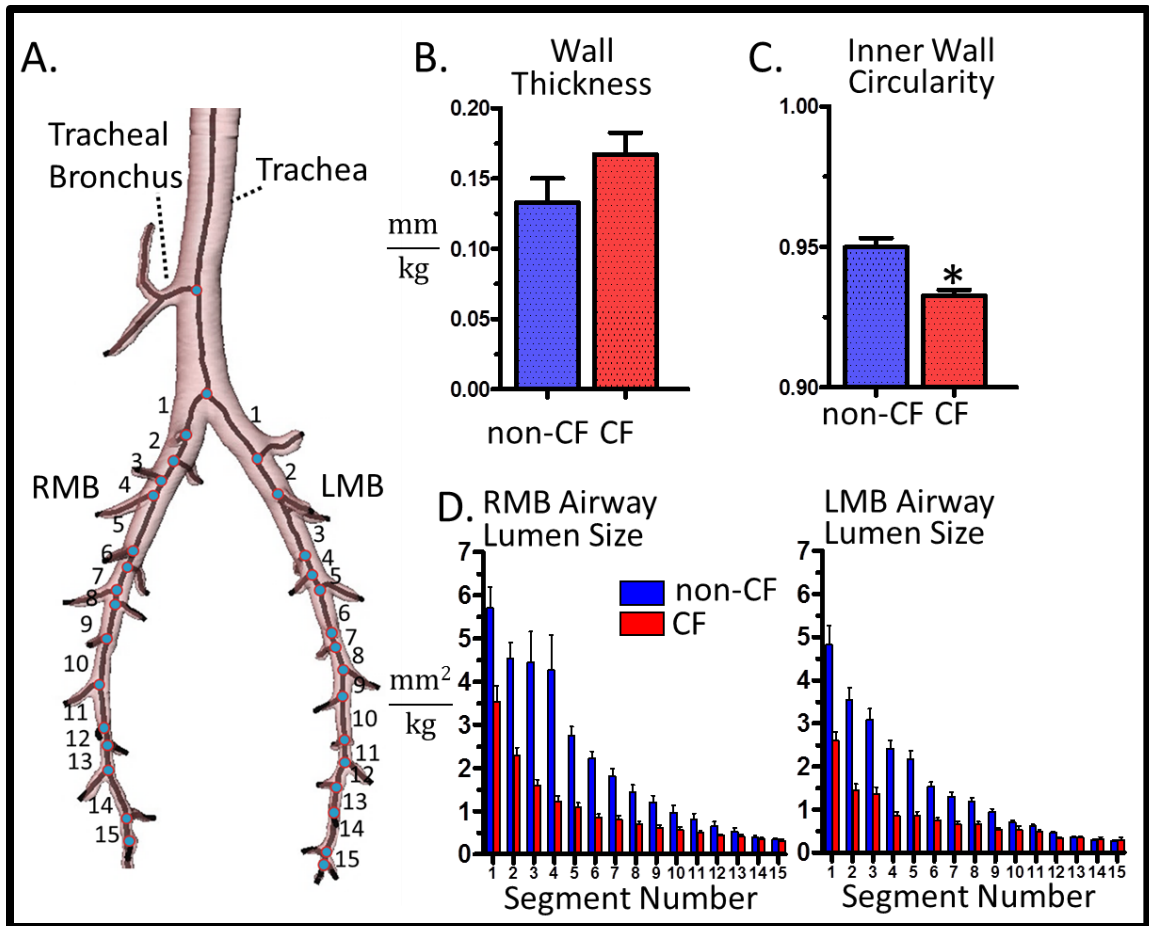 A.
Tracheal
Bronchus
Trachea
RMB
LMB
1
2
3
4
5
6
7
8
9
10
11
12
13
14
15
1
2
3
4
5
6
7
8
9
10
11
12
13
14
15
B.
Wall
Thickness
mm
kg
0.20
0.15
0.10
0.05
0.00
non-CF CF
C.
Inner Wall
Circularity
1.00
0.95
0.90
*
non-CF CF
D.
RMB Airway
Lumen Size
mm²
kg
7
6
5
4
3
2
1
0
non-CF
CF
1 2 3 4 5 6 7 8 9 10 11 12 13 14 15
Segment Number
LMB Airway
Lumen Size
7
6
5
4
3
2
1
0
1 2 3 4 5 6 7 8 9 10 11 12 13 14 15
Segment Number